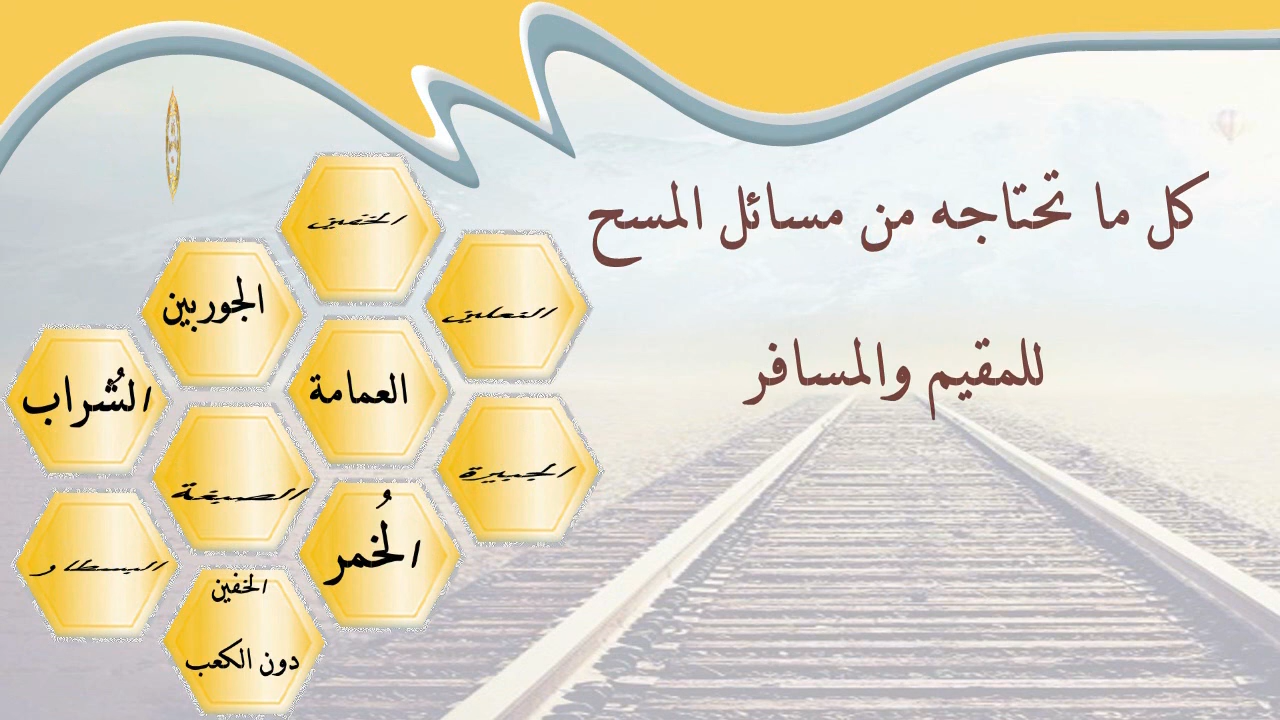 كل ما تحتاجه من مسائل المسح
للمقيم والمسافر
الخفين
النعلين
الجوربين
العمامة
الشُراب
الجبيرة
الصبغة
الخُمر
البسطار
الخفين
دون الكعب